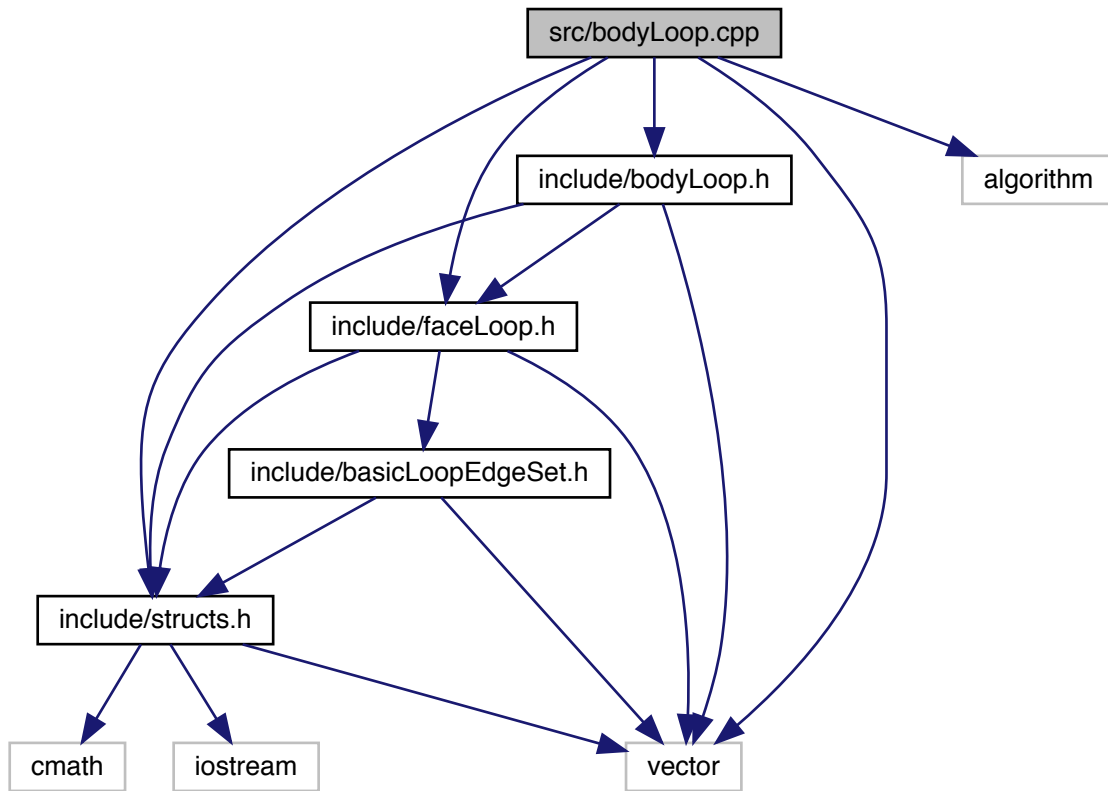 src/bodyLoop.cpp
include/bodyLoop.h
algorithm
include/faceLoop.h
include/basicLoopEdgeSet.h
include/structs.h
cmath
iostream
vector